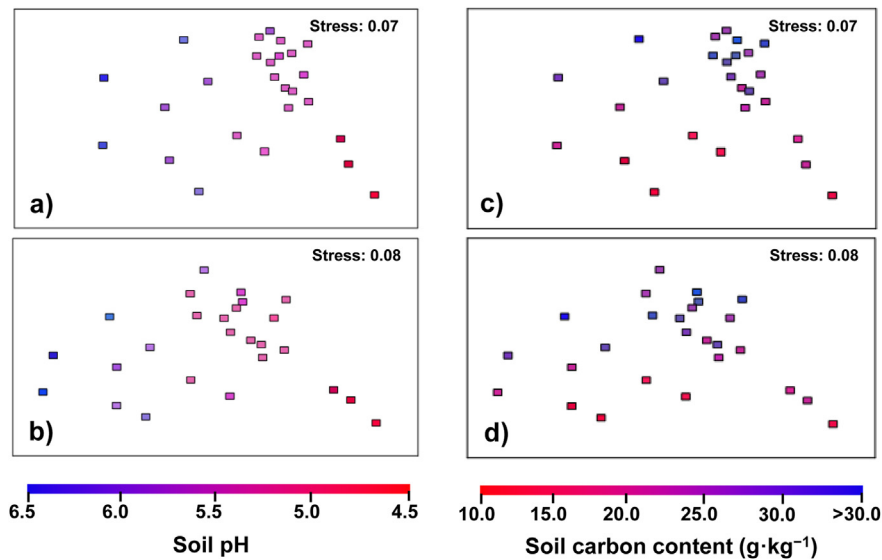 Stress: 0.07
a)
Stress: 0.07
c)
Stress: 0.08
b)
Stress: 0.08
d)
6.5 6.0 5.5 5.0 4.5
Soil pH
10.0 15.0 20.0 25.0 30.0 >30.0
Soil carbon content (g·kg⁻¹)